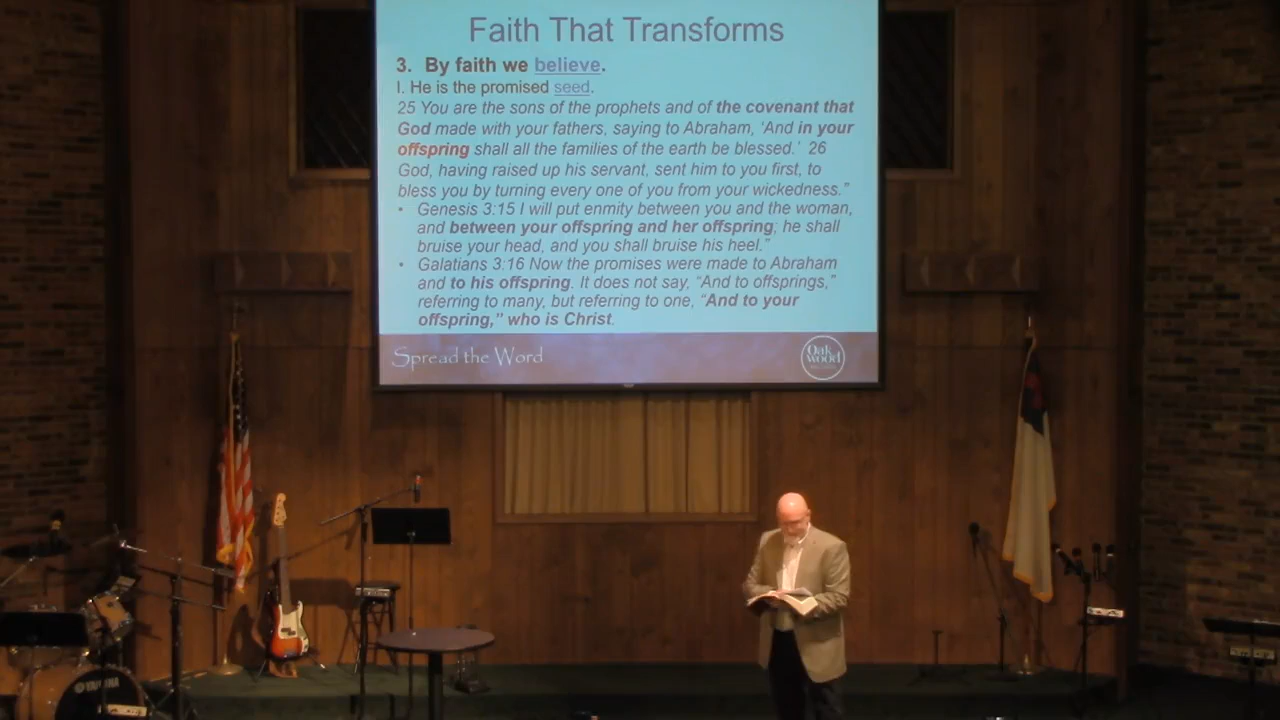 Faith That Transforms
3. By faith we believe.
I. He is the promised seed.
25 You are the sons of the prophets and of the covenant that
God made with your fathers, saying to Abraham, ‘And in your
offspring shall all the families of the earth be blessed.’ 26
God, having raised up his servant, sent him to you first, to
bless you by turning every one of you from your wickedness.”
• Genesis 3:15 I will put enmity between you and the woman,
and between your offspring and her offspring; he shall
bruise your head, and you shall bruise his heel.”
• Galatians 3:16 Now the promises were made to Abraham
and to his offspring. It does not say, “And to offsprings,”
referring to many, but referring to one, “And to your
offspring,” who is Christ.
Spread the Word
Oak
wood
YAMAHA